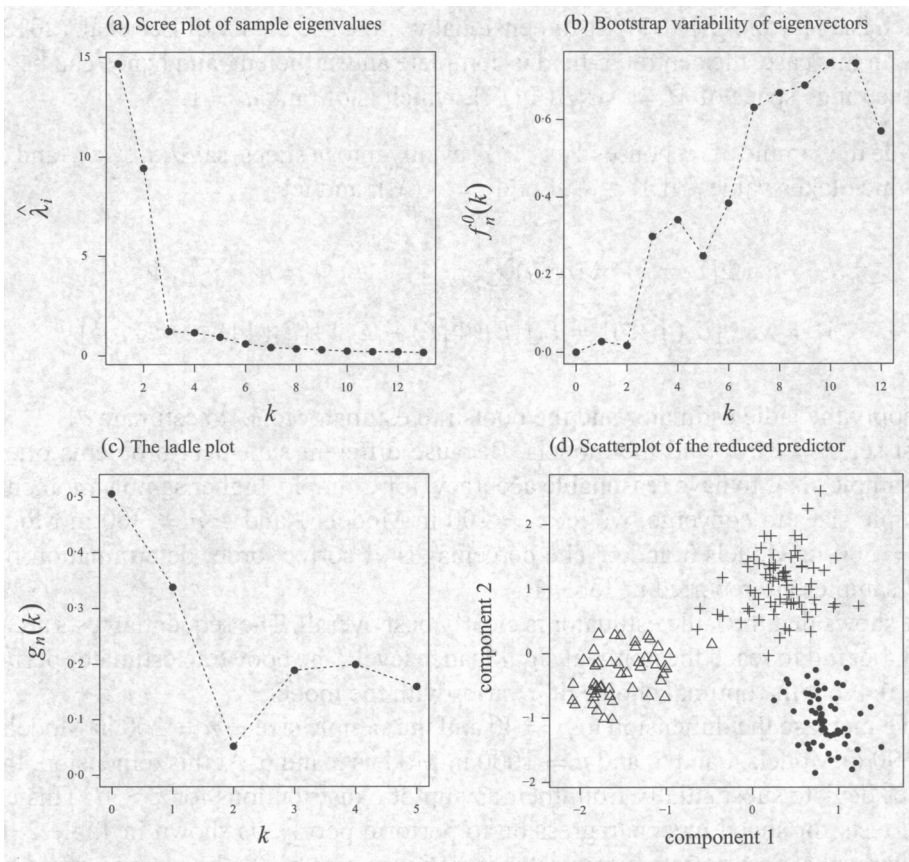 (a) Scree plot of sample eigenvalues
15
10
5
0
λ̂ᵢ
2 4 6 8 10 12
k
(b) Bootstrap variability of eigenvectors
0·6
0·4
0·2
0·0
fₙ⁰(k)
0 2 4 6 8 10 12
k
(c) The ladle plot
0·5
0·4
0·3
0·2
0·1
0·0
gₙ(k)
0 1 2 3 4 5
k
(d) Scatterplot of the reduced predictor
2
1
0
−1
−2
component 2
−2 −1 0 1
component 1